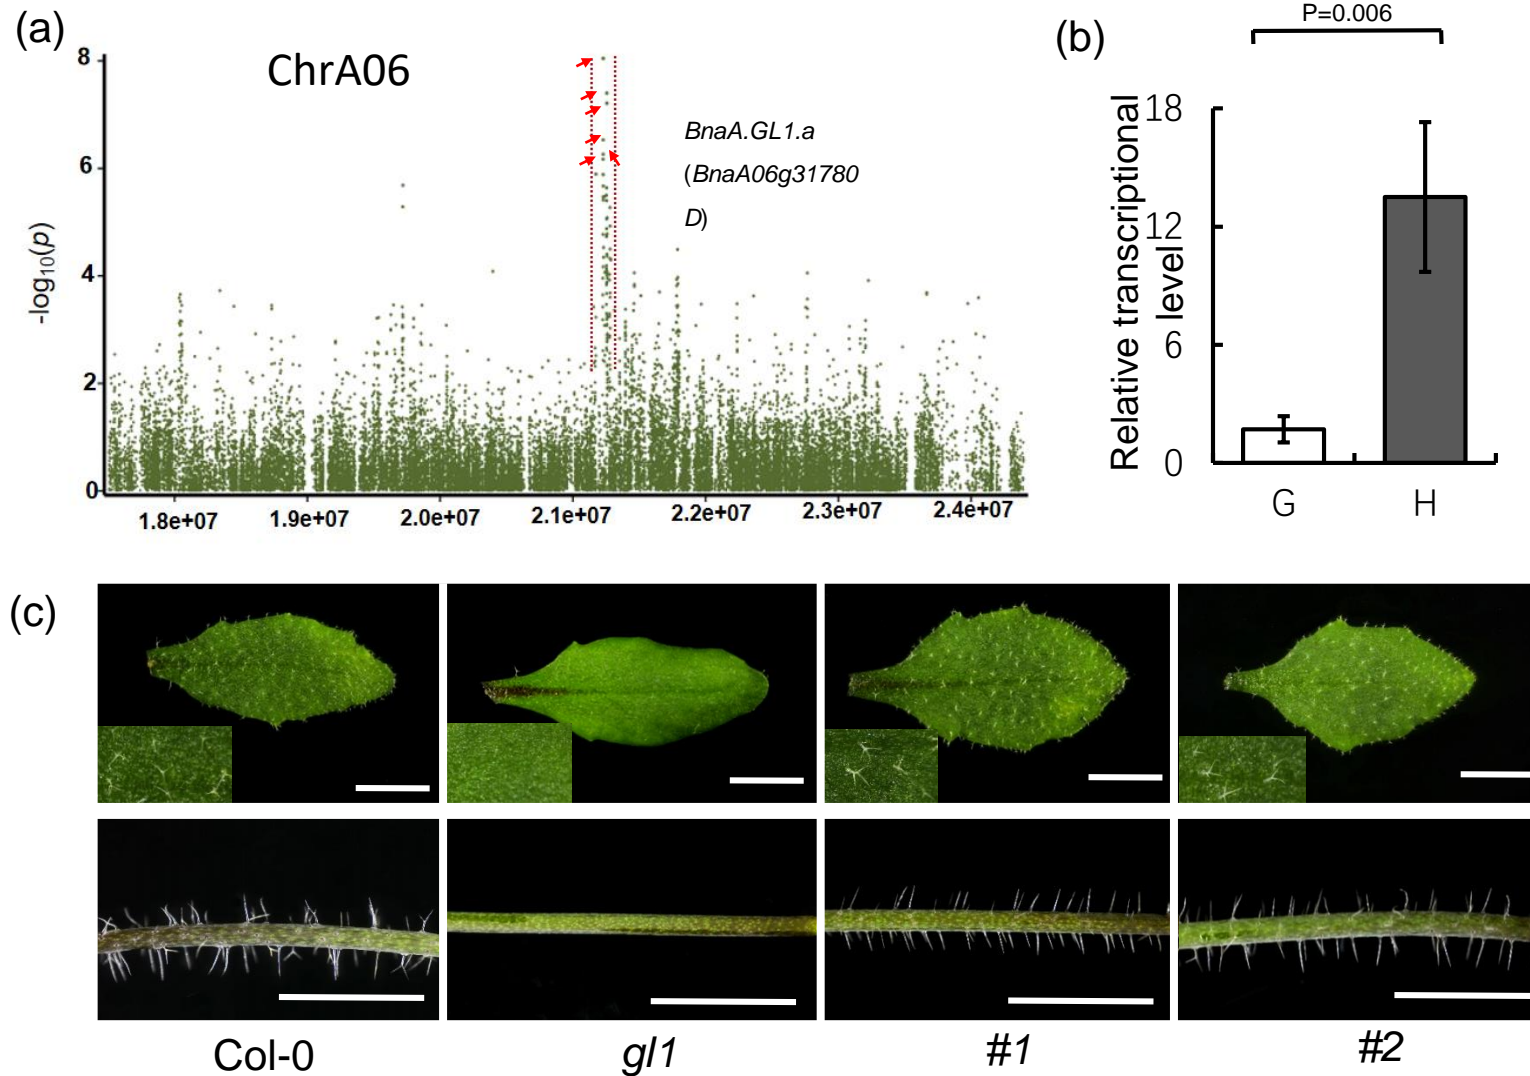 (a)
ChrA06
8
6
4
2
0
-log10(p)
1.8e+07
1.9e+07
2.0e+07
2.1e+07
2.2e+07
2.3e+07
2.4e+07
BnaA.GL1.a
(BnaA06g31780
D)
(b)
P=0.006
Relative transcriptional
level
18
12
6
0
G
H
(c)
Col-0
gl1
#1
#2